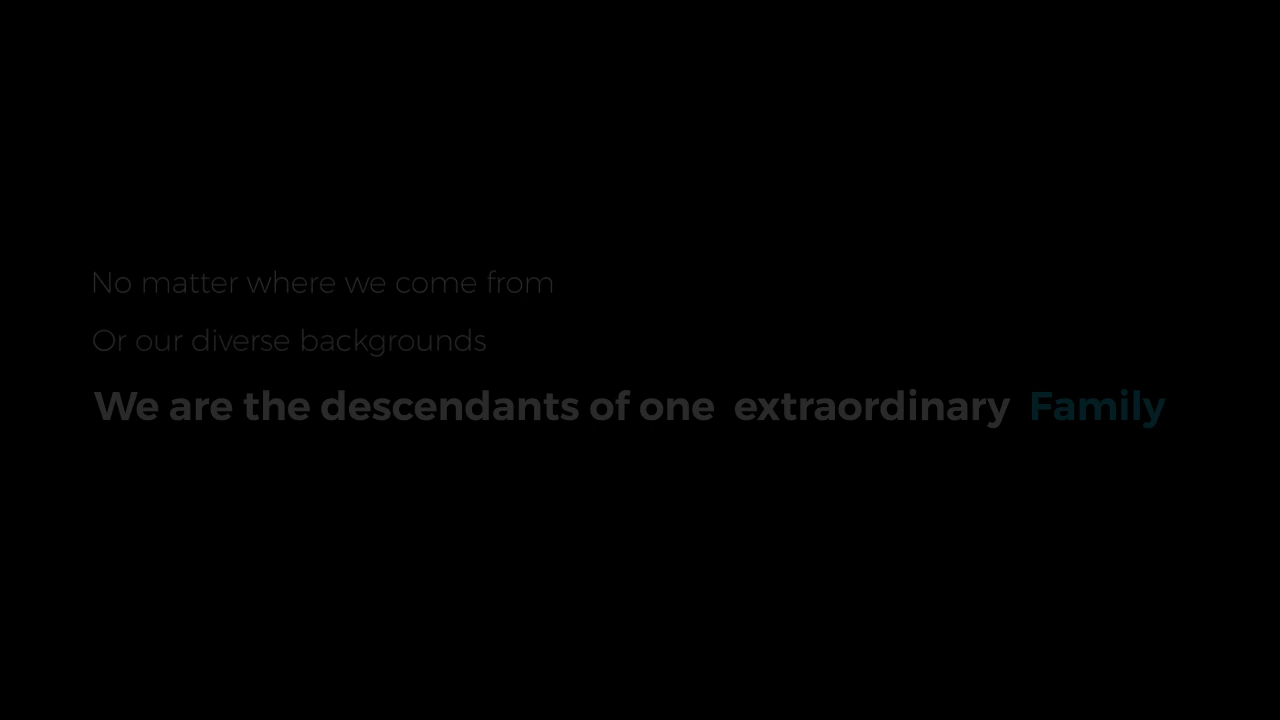 No matter where we come from
Or our diverse backgrounds
We are the descendants of one extraordinary Family